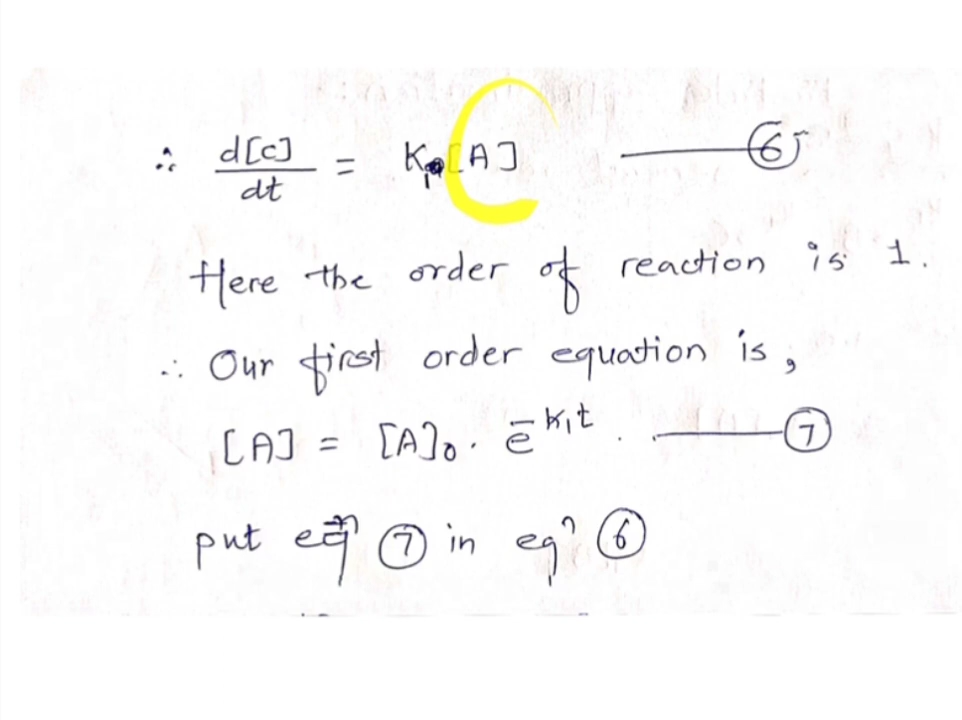 ∴ d[c]/dt = K₁[A] —— ⑥
Here the order of reaction is 1.
∴ Our first order equation is,
[A] = [A]₀ . e⁻ᴷ₁ᵗ . —— ⑦
put eqⁿ ⑦ in eqⁿ ⑥